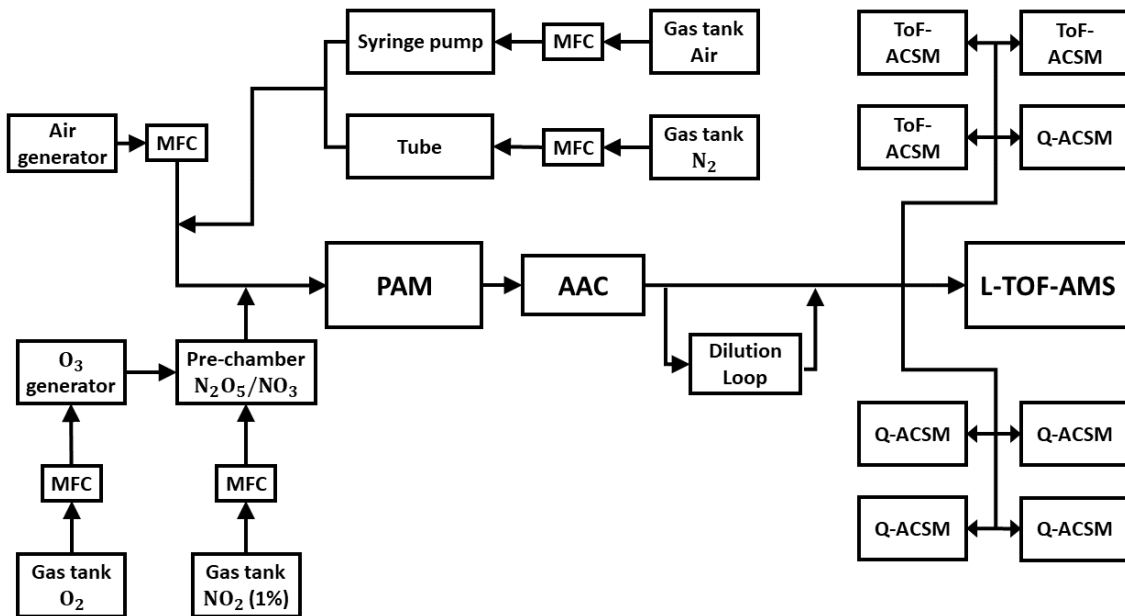 Syringe pump
MFC
Gas tank
Air
ToF-
ACSM
ToF-
ACSM
Air
generator
MFC
Tube
MFC
Gas tank
N₂
ToF-
ACSM
Q-ACSM
PAM
AAC
L-TOF-AMS
O₃
generator
Pre-chamber
N₂O₅/NO₃
Dilution
Loop
Q-ACSM
Q-ACSM
MFC
MFC
Q-ACSM
Q-ACSM
Gas tank
O₂
Gas tank
NO₂ (1%)